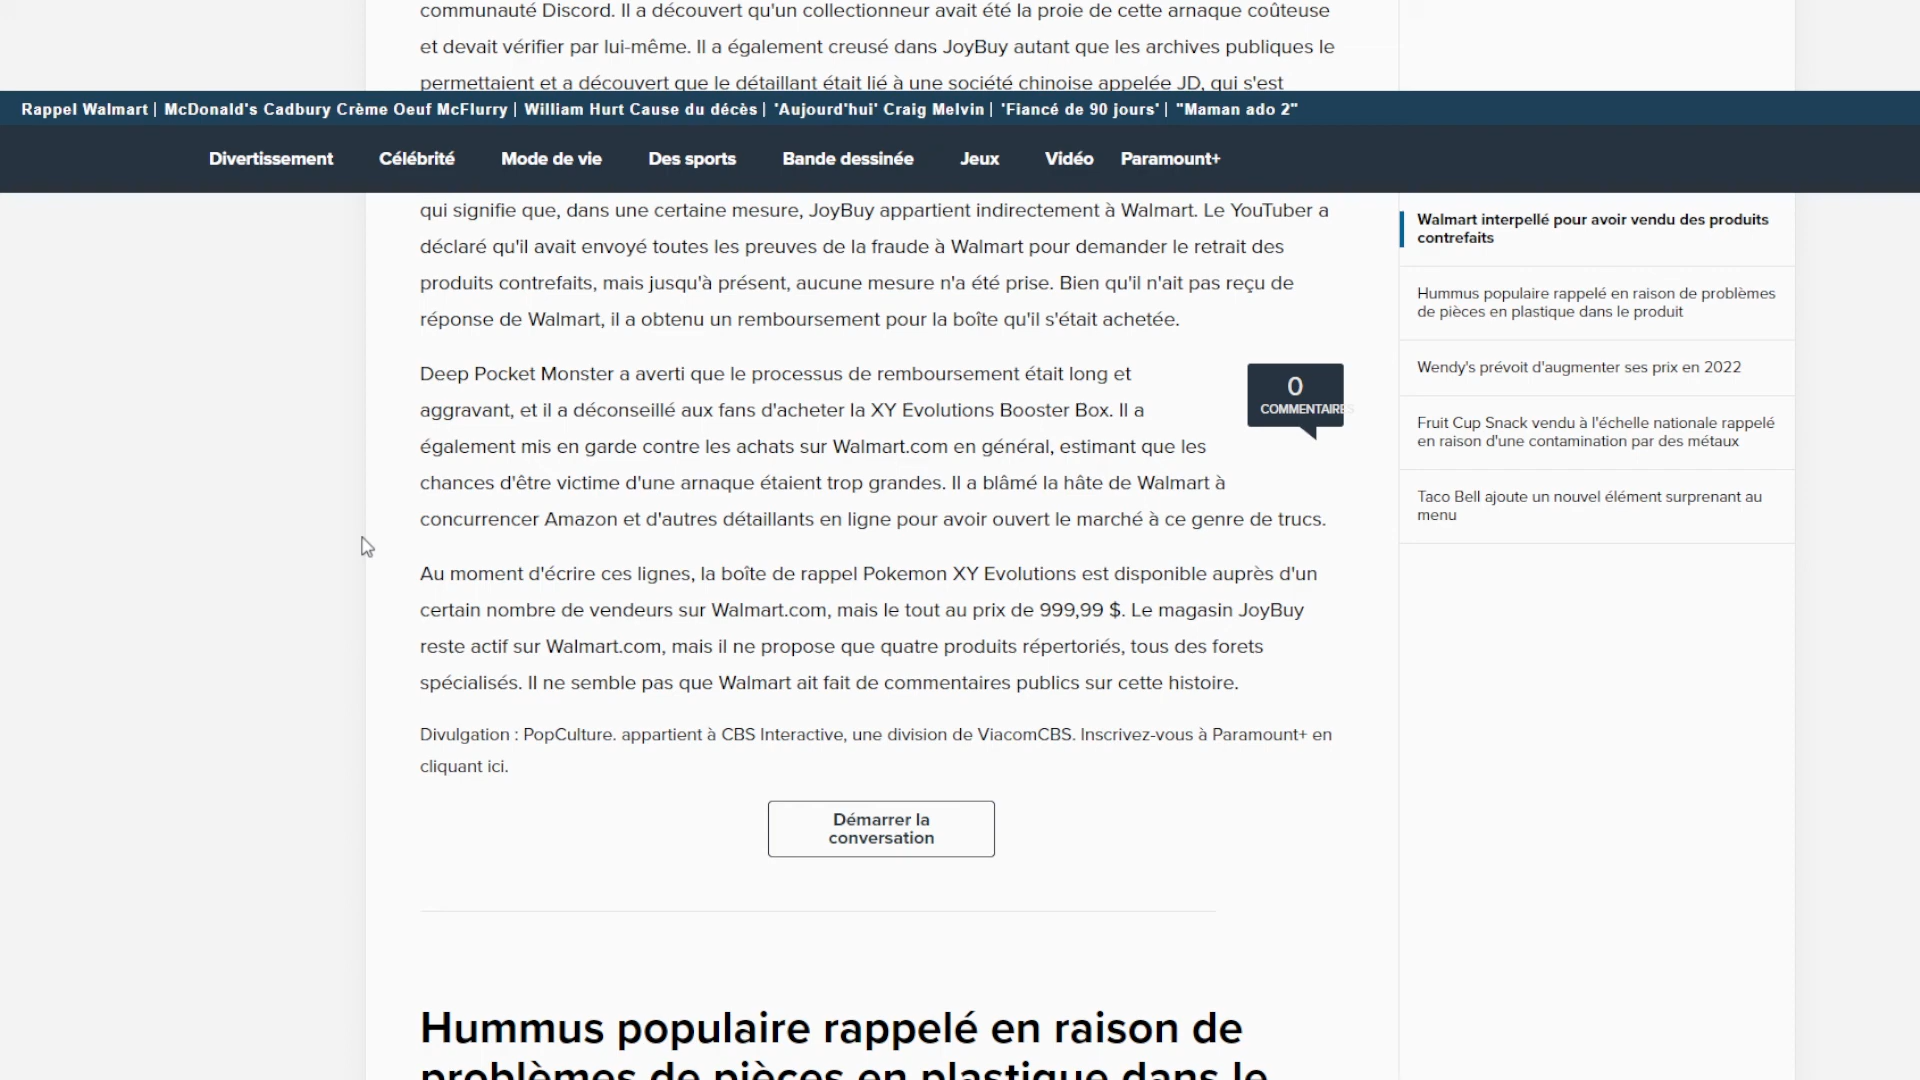 communauté Discord. Il a découvert qu'un collectionneur avait été la proie de cette arnaque coûteuse
et devait vérifier par lui-même. Il a également creusé dans JoyBuy autant que les archives publiques le
permettaient et a découvert que le détaillant était lié à une société chinoise appelée JD, qui s'est
Rappel Walmart | McDonald's Cadbury Crème Oeuf McFlurry | William Hurt Cause du décès | 'Aujourd'hui' Craig Melvin | 'Fiancé de 90 jours' | "Maman ado 2"
Divertissement Célébrité Mode de vie Des sports Bande dessinée Jeux Vidéo Paramount+
qui signifie que, dans une certaine mesure, JoyBuy appartient indirectement à Walmart. Le YouTuber a
déclaré qu'il avait envoyé toutes les preuves de la fraude à Walmart pour demander le retrait des
produits contrefaits, mais jusqu'à présent, aucune mesure n'a été prise. Bien qu'il n'ait pas reçu de
réponse de Walmart, il a obtenu un remboursement pour la boîte qu'il s'était achetée.
Deep Pocket Monster a averti que le processus de remboursement était long et
aggravant, et il a déconseillé aux fans d'acheter la XY Evolutions Booster Box. Il a
également mis en garde contre les achats sur Walmart.com en général, estimant que les
chances d'être victime d'une arnaque étaient trop grandes. Il a blâmé la hâte de Walmart à
concurrencer Amazon et d'autres détaillants en ligne pour avoir ouvert le marché à ce genre de trucs.
0
COMMENTAIRES
Au moment d'écrire ces lignes, la boîte de rappel Pokemon XY Evolutions est disponible auprès d'un
certain nombre de vendeurs sur Walmart.com, mais le tout au prix de 999,99 $. Le magasin JoyBuy
reste actif sur Walmart.com, mais il ne propose que quatre produits répertoriés, tous des forets
spécialisés. Il ne semble pas que Walmart ait fait de commentaires publics sur cette histoire.
Divulgation : PopCulture. appartient à CBS Interactive, une division de ViacomCBS. Inscrivez-vous à Paramount+ en
cliquant ici.
Démarrer la
conversation
Hummus populaire rappelé en raison de
problèmes de pièces en plastique dans le
Walmart interpellé pour avoir vendu des produits
contrefaits
Hummus populaire rappelé en raison de problèmes
de pièces en plastique dans le produit
Wendy's prévoit d'augmenter ses prix en 2022
Fruit Cup Snack vendu à l'échelle nationale rappelé
en raison d'une contamination par des métaux
Taco Bell ajoute un nouvel élément surprenant au
menu